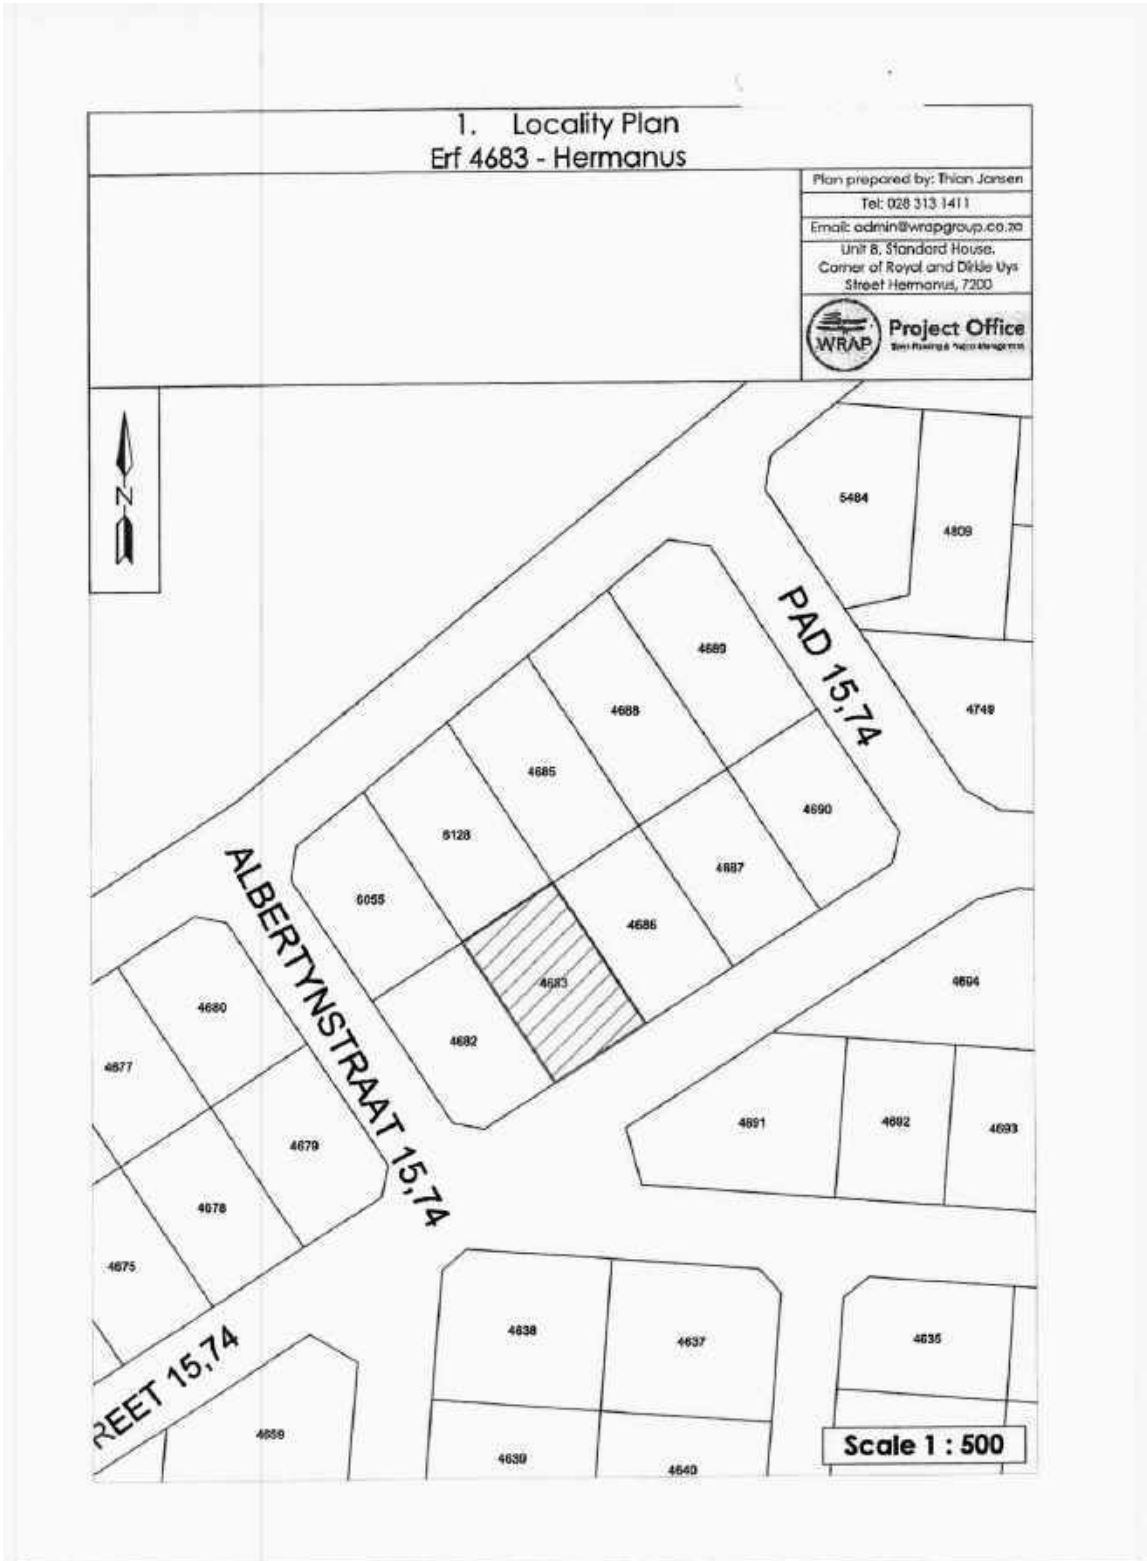 1. Locality Plan
Erf 4683 - Hermanus
Plan prepared by: Thian Jansen
Tel: 028 313 1411
Email: admin@wrapgroup.co.za
Unit 8, Standard House,
Corner of Royal and Dirkie Uys
Street Hermanus, 7200
WRAP
Project Office
Town Planning & Project Management
N
5484
4809
PAD 15,74
4689
4688
4749
4685
4690
6128
4687
ALBERTYNSTRAAT 15,74
6055
4686
4683
4694
4680
4682
4677
4691
4692
4693
4679
4678
4675
4638
4637
4635
REET 15,74
4659
4639
4640
Scale 1 : 500